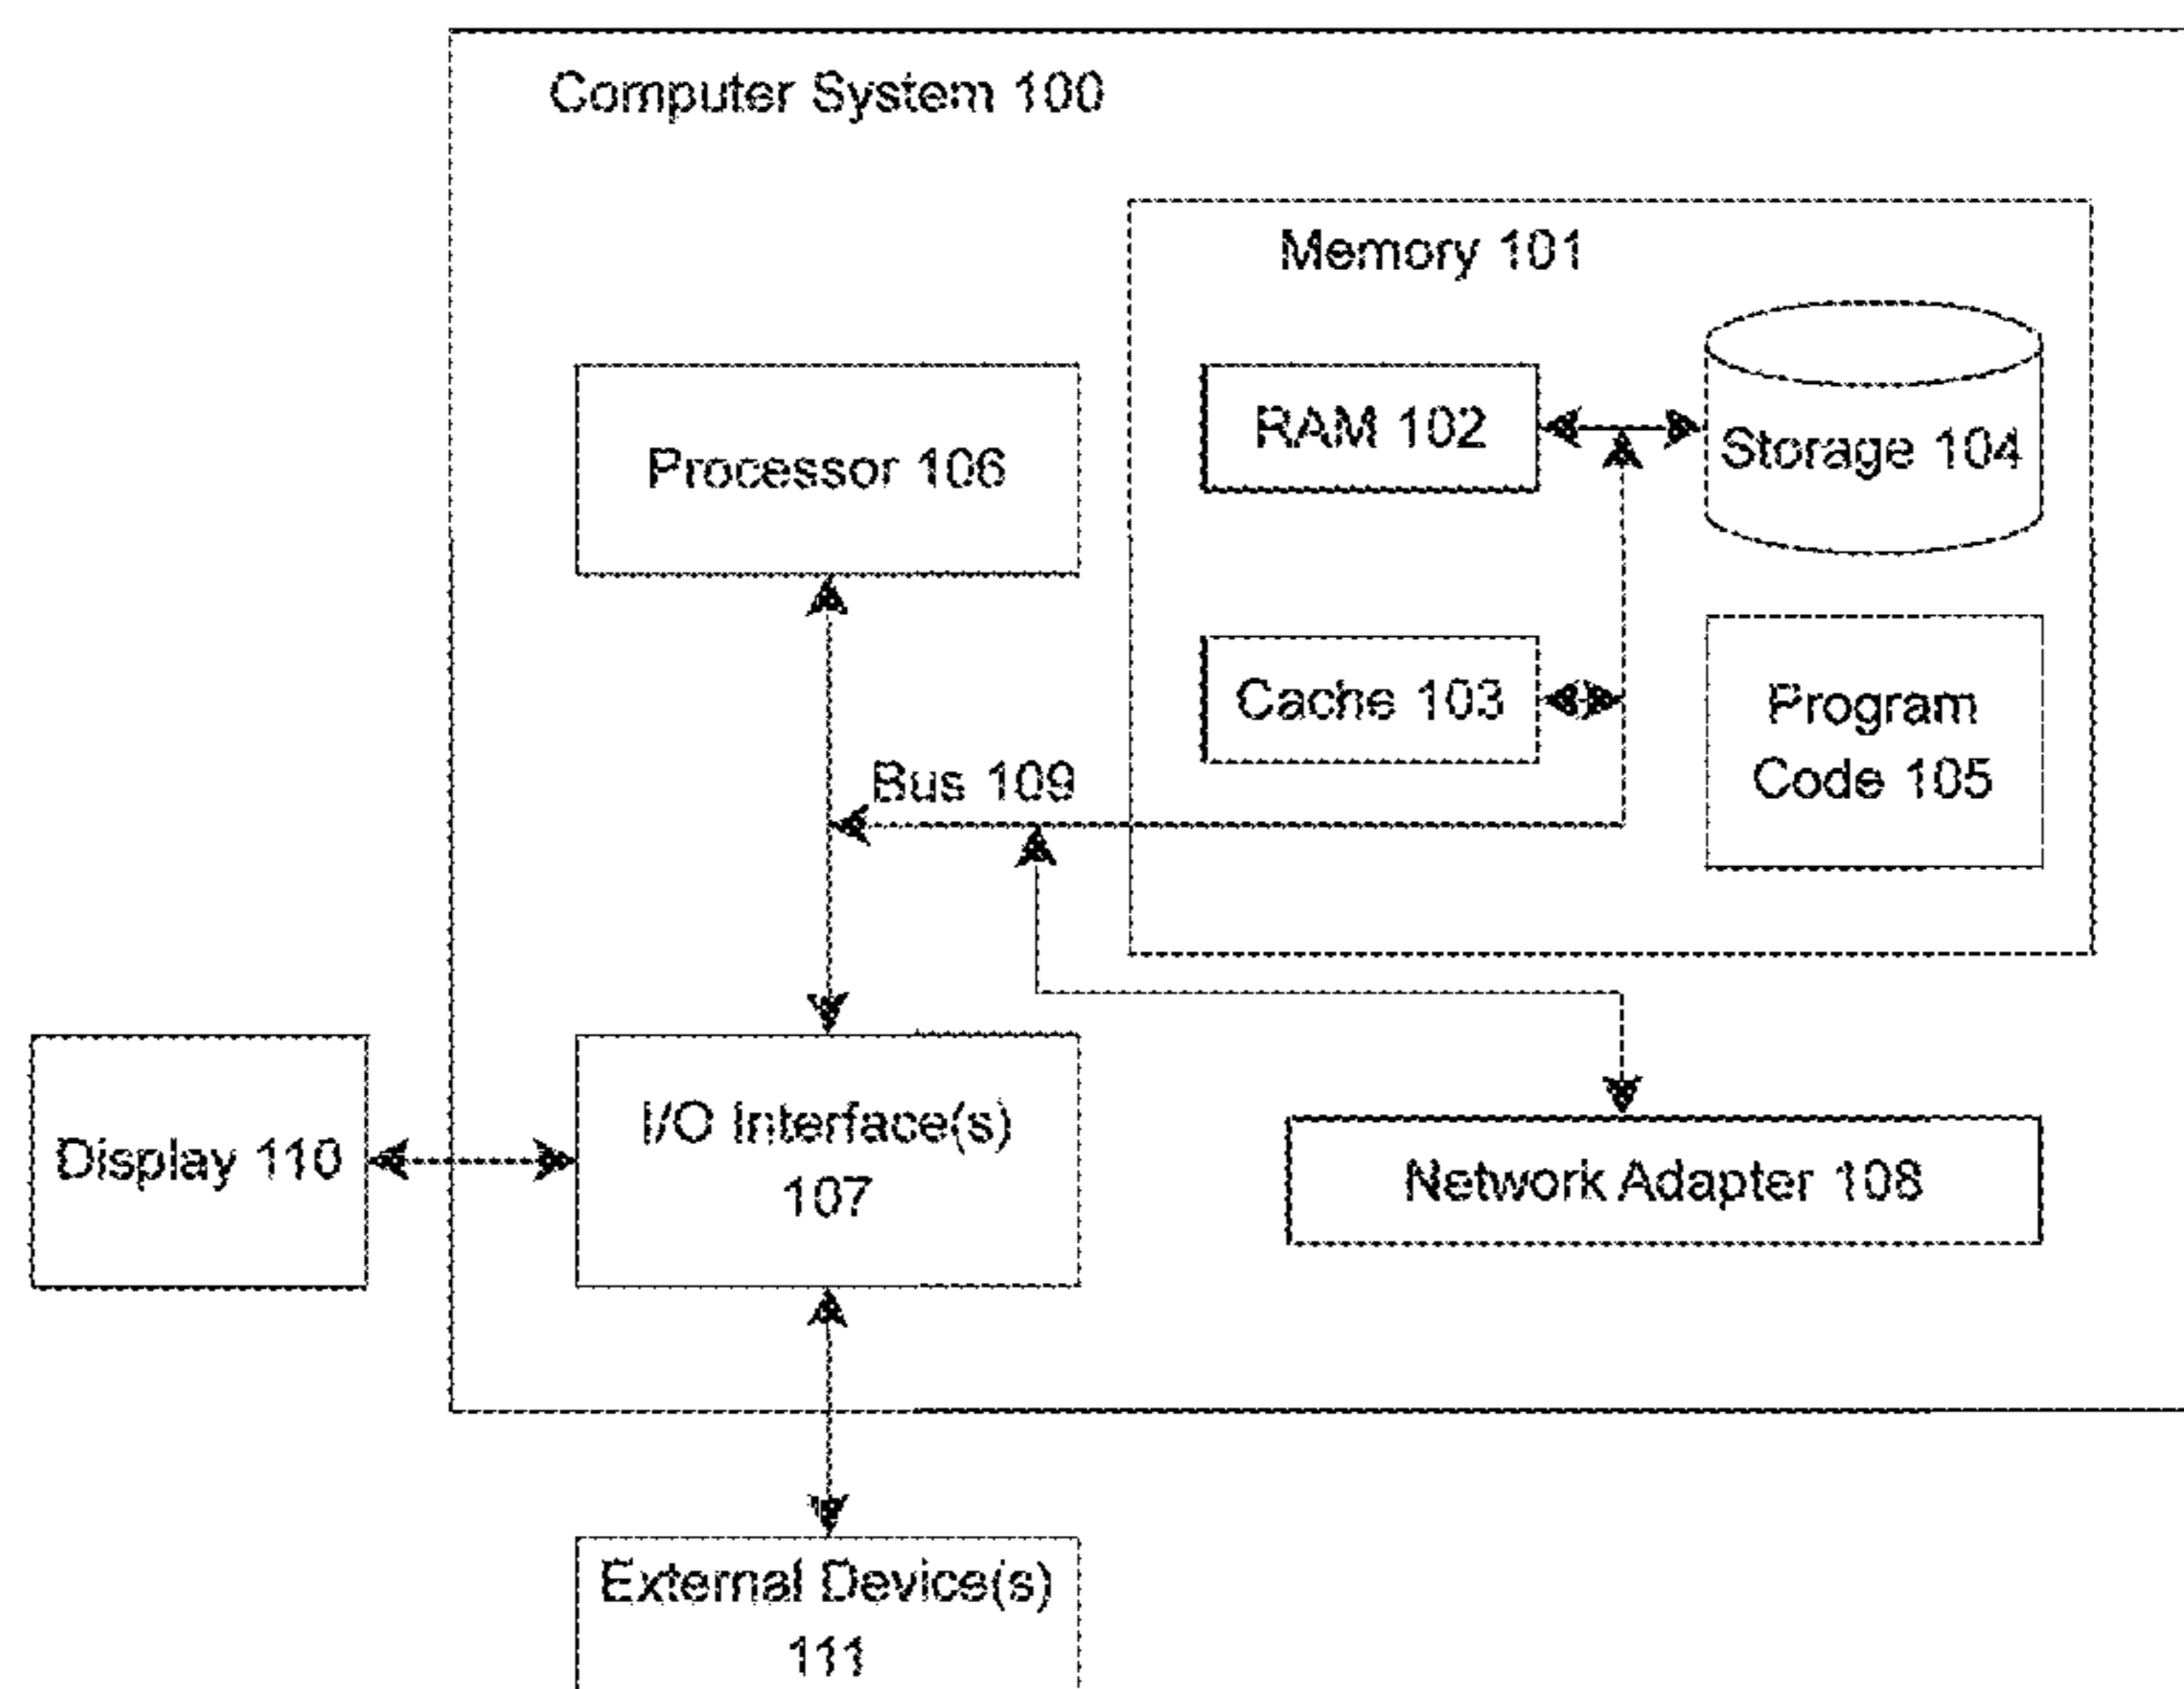 Computer System 100
Memory 101
RAM 102
Storage 104
Processor 106
Cache 103
Program
Code 105
Bus 109
Display 110
I/O Interface(s)
107
Network Adapter 108
External Device(s)
111